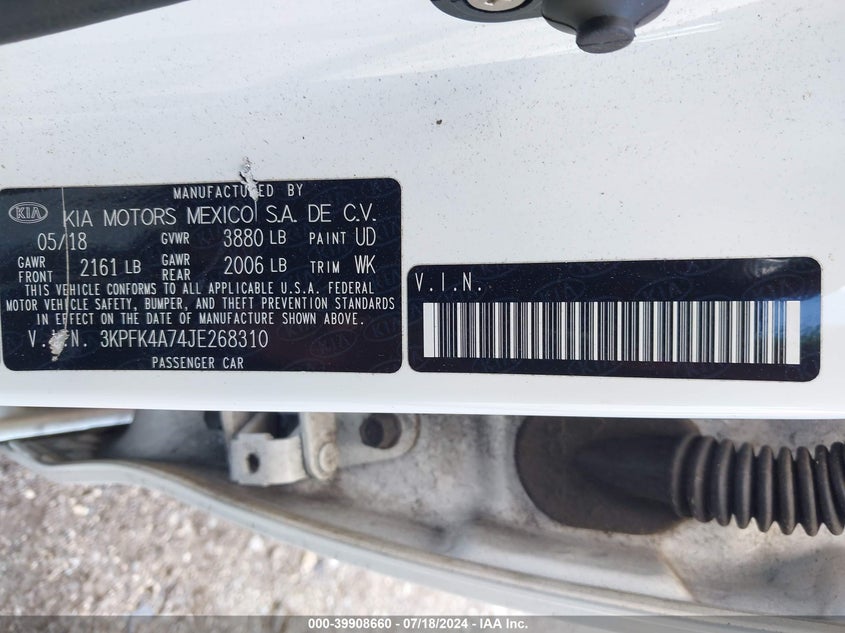 MANUFACTURED BY
KIA KIA MOTORS MEXICO S.A. DE C.V.
05/18 GVWR 3880 LB PAINT UD
GAWR FRONT 2161 LB GAWR REAR 2006 LB TRIM WK
THIS VEHICLE CONFORMS TO ALL APPLICABLE U.S.A. FEDERAL
MOTOR VEHICLE SAFETY, BUMPER, AND THEFT PREVENTION STANDARDS
IN EFFECT ON THE DATE OF MANUFACTURE SHOWN ABOVE.
V.I.N. 3KPFK4A74JE268310
PASSENGER CAR
V.I.N.
000-39908660 - 07/18/2024 - IAA Inc.